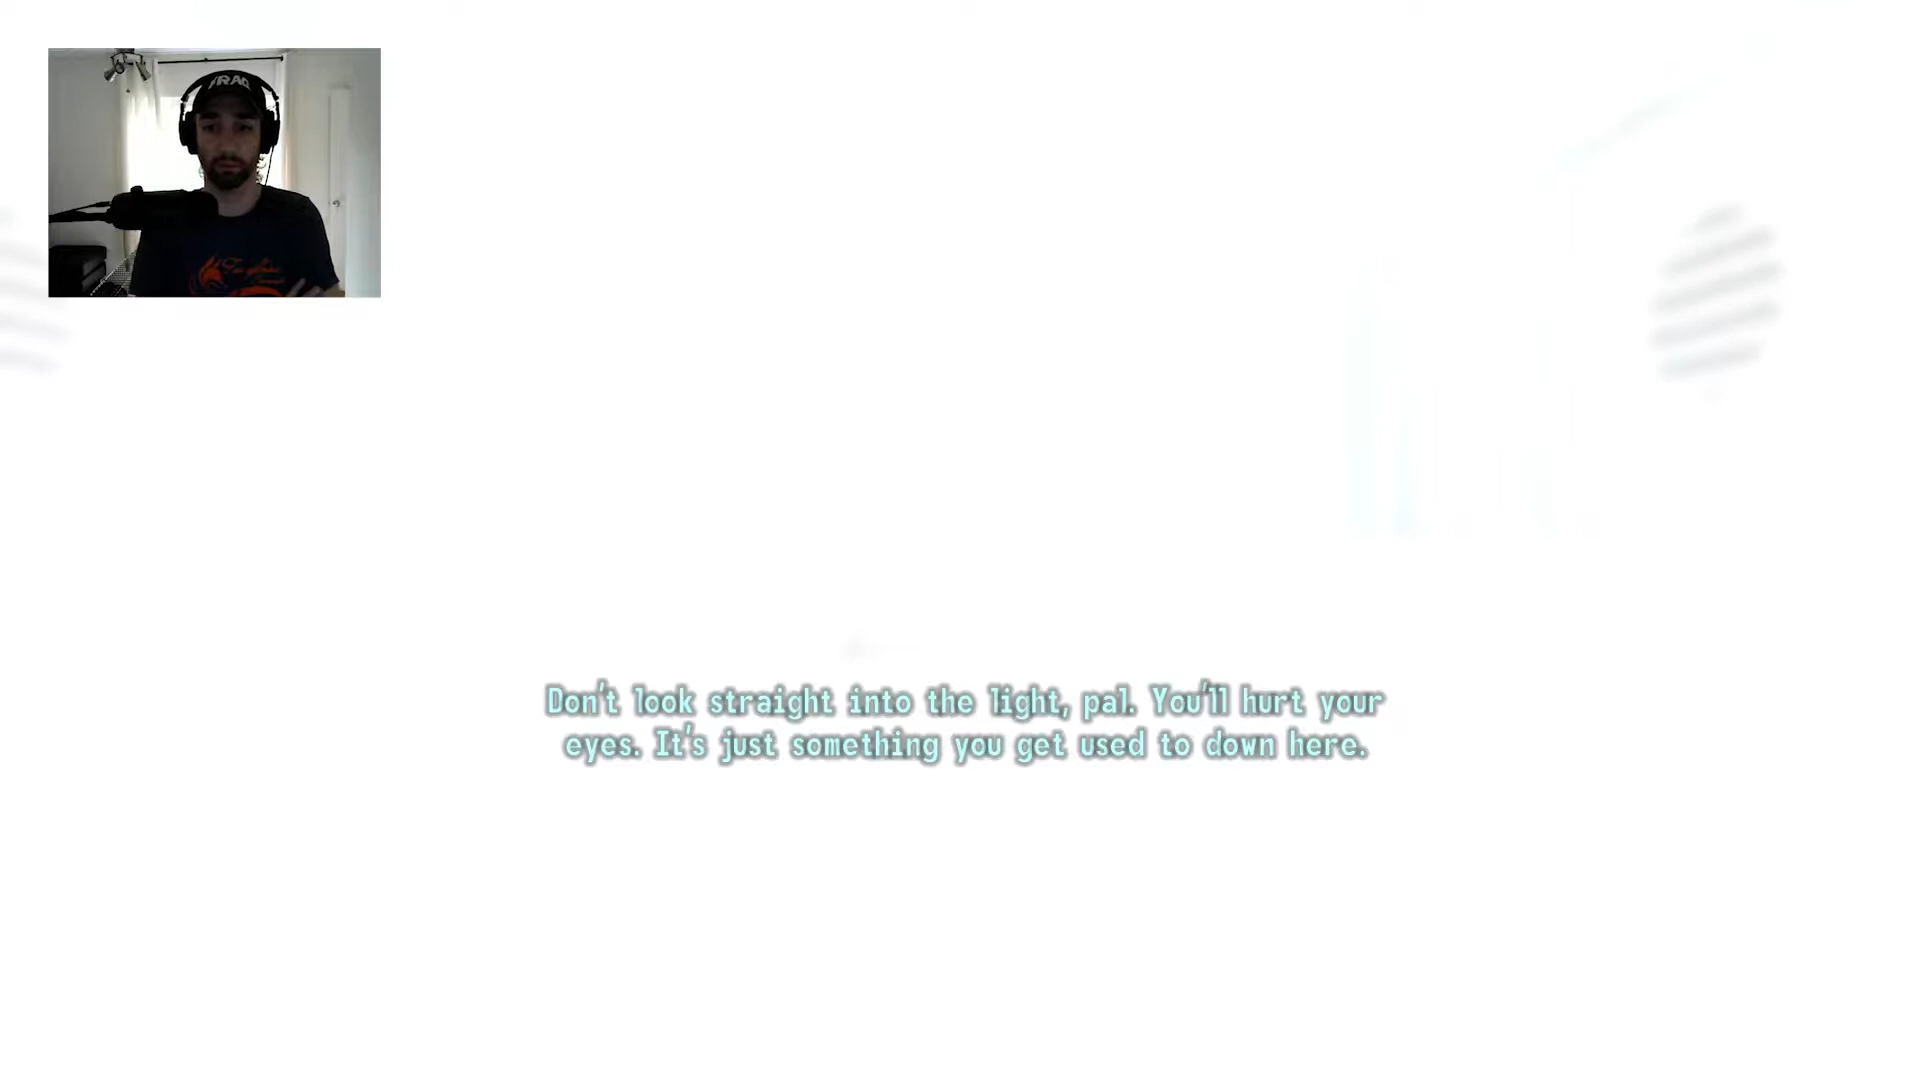 Don't look straight into the light, pal. You'll hurt your
eyes. It's just something you get used to down here.